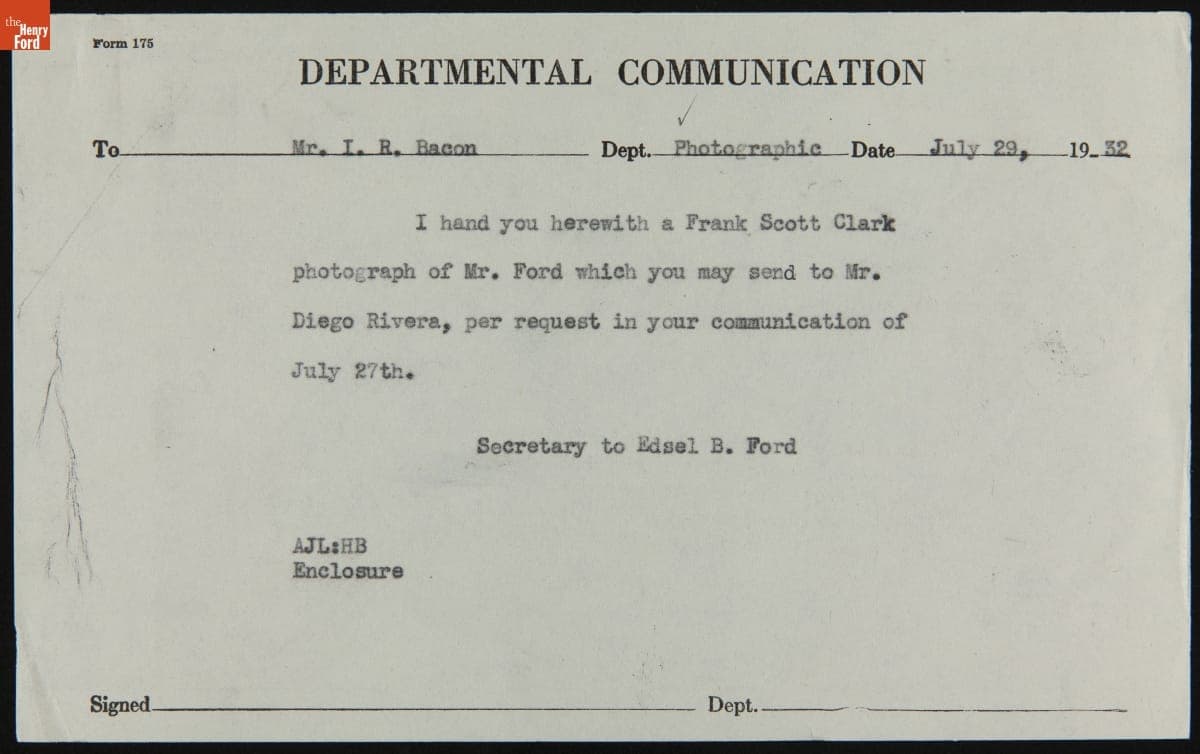 the
Henry
Ford
Form 175
DEPARTMENTAL COMMUNICATION
To Mr. I. R. Bacon Dept. Photographic Date July 29, 1932
I hand you herewith a Frank Scott Clark
photograph of Mr. Ford which you may send to Mr.
Diego Rivera, per request in your communication of
July 27th.
Secretary to Edsel B. Ford
AJL:HB
Enclosure
Signed Dept.